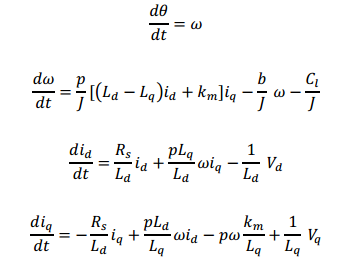 dθ/dt = ω
dω/dt = p/J [(L_d − L_q)i_d + k_m]i_q − b/J ω − C_l/J
di_d/dt = R_s/L_d i_d + pL_q/L_d ωi_q − 1/L_d V_d
di_q/dt = − R_s/L_d i_q + pL_d/L_q ωi_d − pω k_m/L_q + 1/L_q V_q